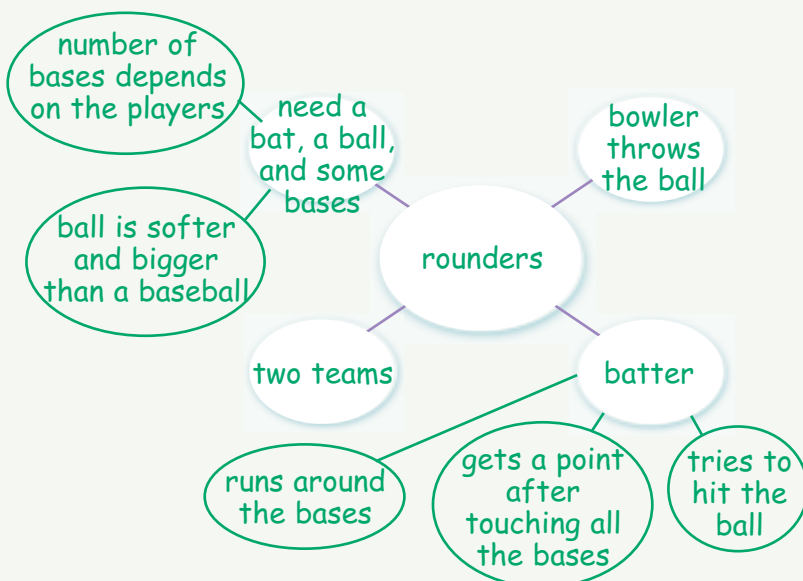 number of
bases depends
on the players
need a
bat, a ball,
and some
bases
ball is softer
and bigger
than a baseball
bowler
throws
the ball
rounders
two teams
batter
runs around
the bases
gets a point
after
touching all
the bases
tries to
hit the
ball